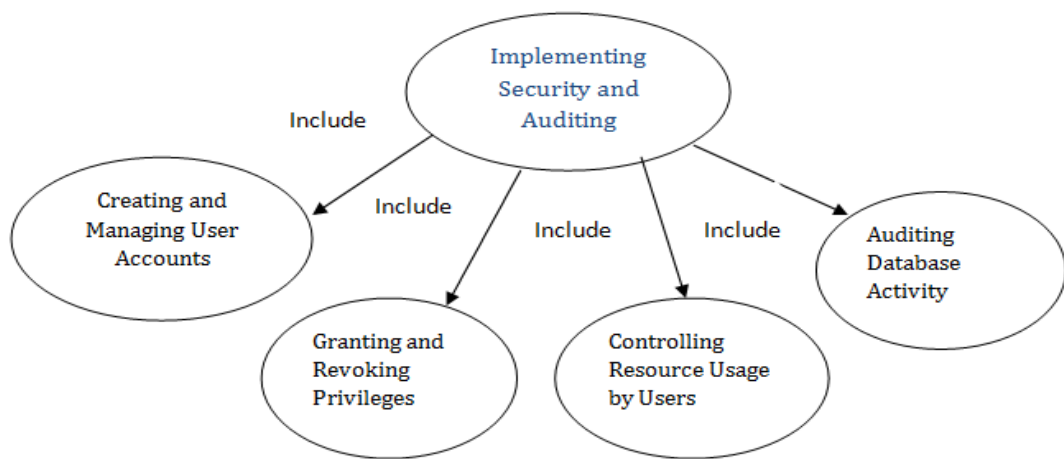 Implementing
Security and
Auditing
Include
Creating and
Managing User
Accounts
Include
Include
Include
Auditing
Database
Activity
Granting and
Revoking
Privileges
Controlling
Resource Usage
by Users